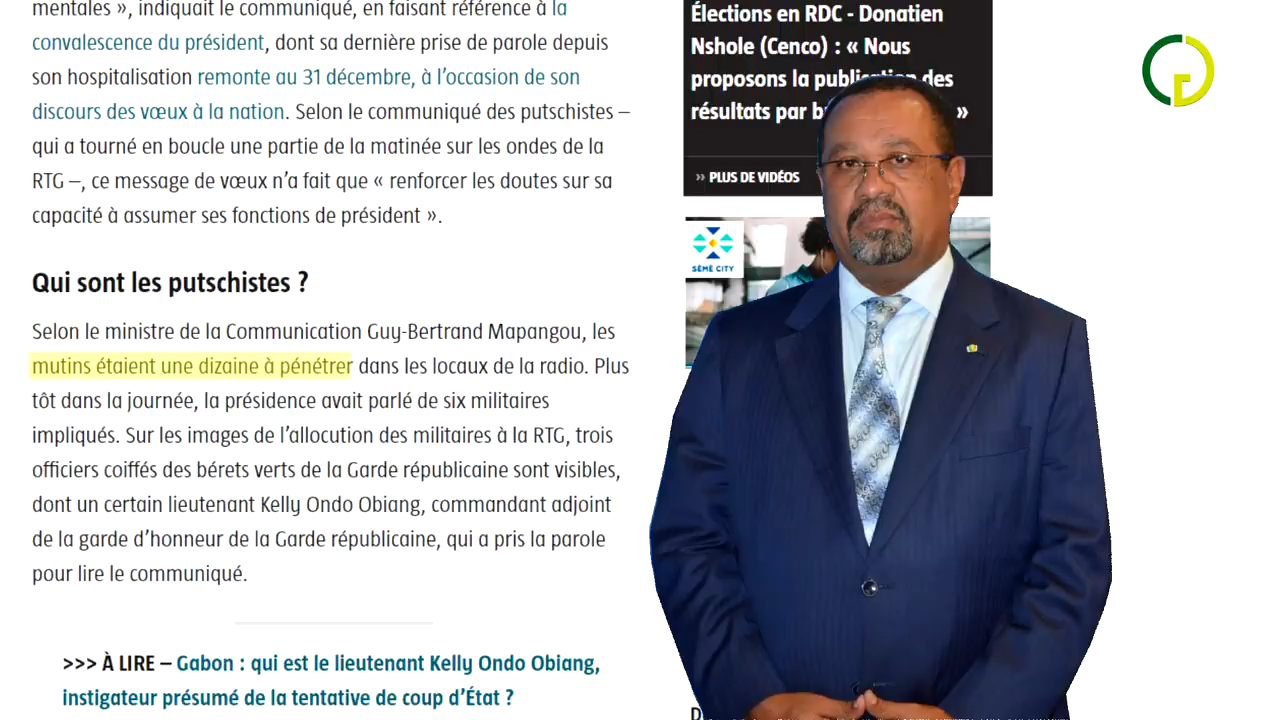 mentales », indiquait le communiqué, en faisant référence à la
convalescence du président, dont sa dernière prise de parole depuis
son hospitalisation remonte au 31 décembre, à l’occasion de son
discours des vœux à la nation. Selon le communiqué des putschistes –
qui a tourné en boucle une partie de la matinée sur les ondes de la
RTG –, ce message de vœux n’a fait que « renforcer les doutes sur sa
capacité à assumer ses fonctions de président ».
Qui sont les putschistes ?
Selon le ministre de la Communication Guy-Bertrand Mapangou, les
mutins étaient une dizaine à pénétrer dans les locaux de la radio. Plus
tôt dans la journée, la présidence avait parlé de six militaires
impliqués. Sur les images de l’allocution des militaires à la RTG, trois
officiers coiffés des bérets verts de la Garde républicaine sont visibles,
dont un certain lieutenant Kelly Ondo Obiang, commandant adjoint
de la garde d’honneur de la Garde républicaine, qui a pris la parole
pour lire le communiqué.
>>> À LIRE – Gabon : qui est le lieutenant Kelly Ondo Obiang,
instigateur présumé de la tentative de coup d’État ?
Élections en RDC - Donatien
Nshole (Cenco) : « Nous
proposons la publication des
résultats par »
>> PLUS DE VIDÉOS
SÈMÈ CITY